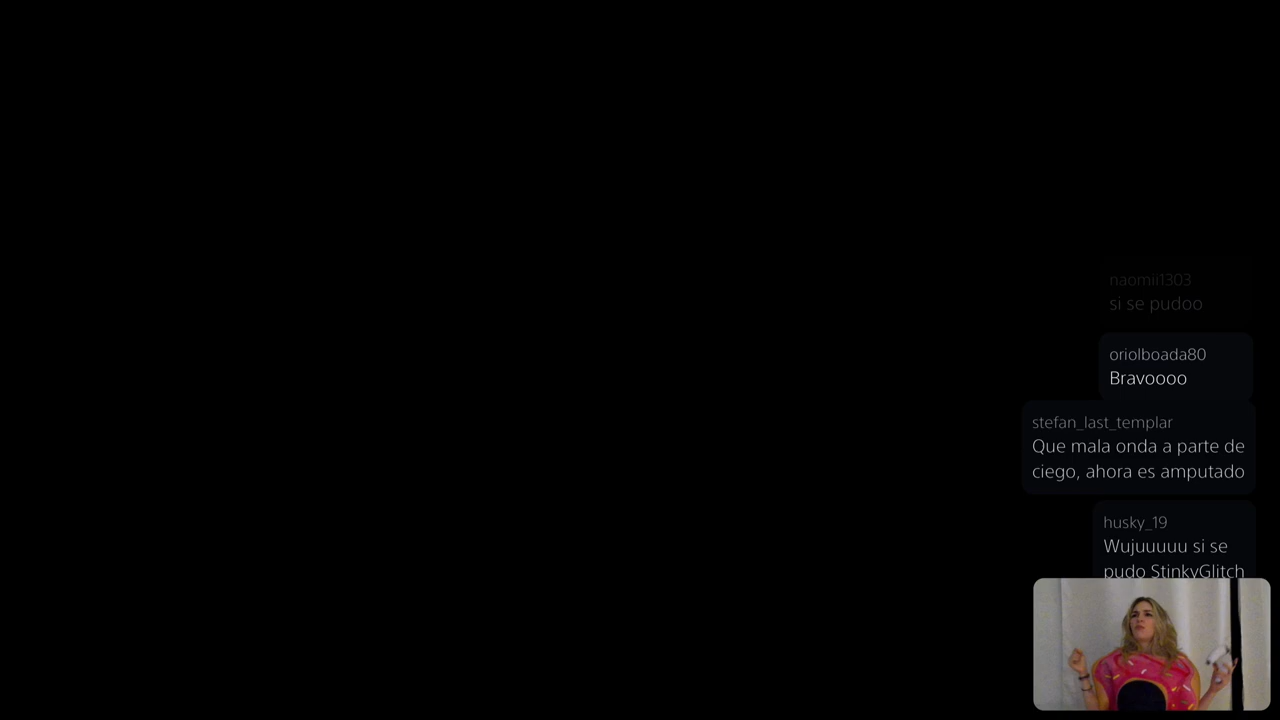 naomii1303
si se pudoo
oriolboada80
Bravoooo
stefan_last_templar
Que mala onda a parte de
ciego, ahora es amputado
husky_19
Wujuuuuu si se
pudo StinkyGlitch